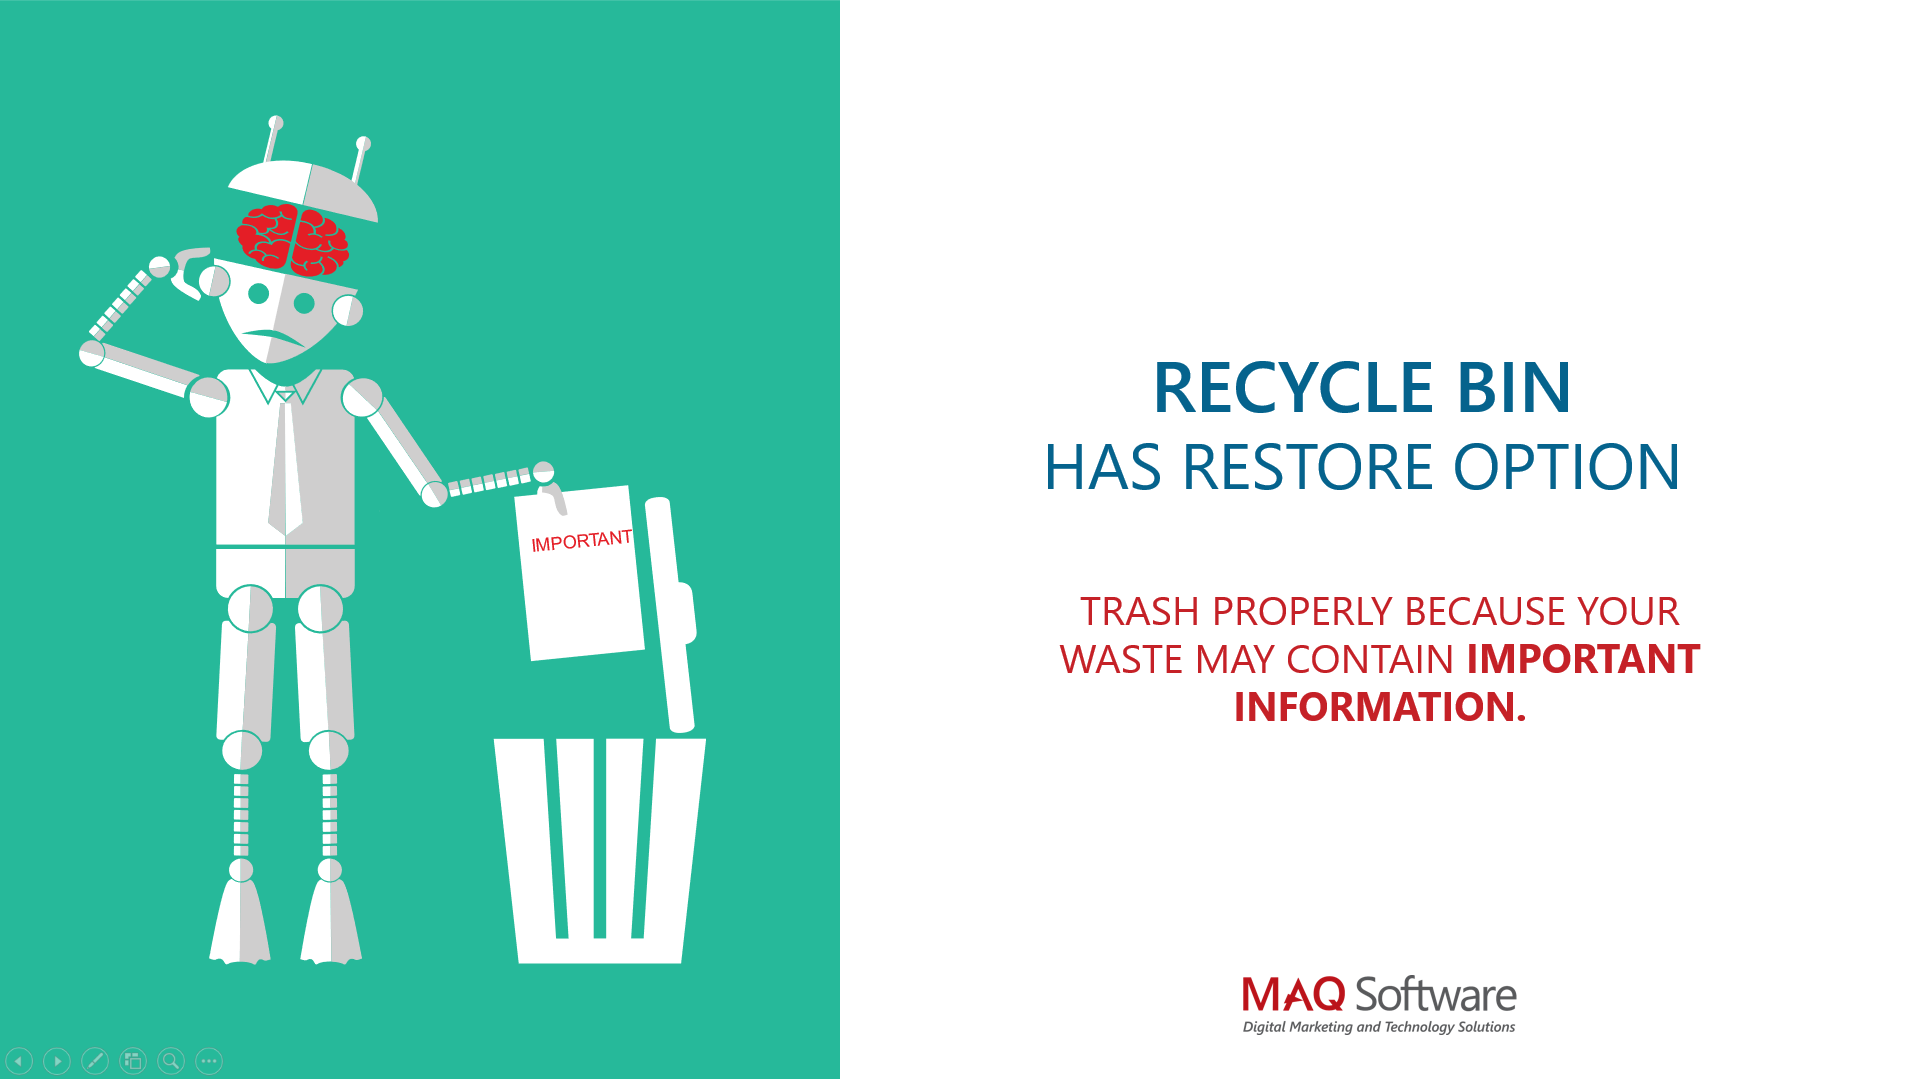 IMPORTANT
RECYCLE BIN
HAS RESTORE OPTION
TRASH PROPERLY BECAUSE YOUR
WASTE MAY CONTAIN IMPORTANT
INFORMATION.
MAQ Software
Digital Marketing and Technology Solutions